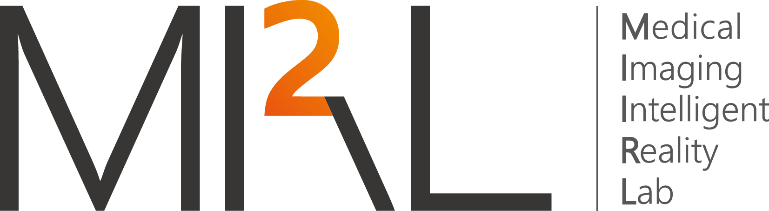 MI2RL
Medical
Imaging
Intelligent
Reality
Lab